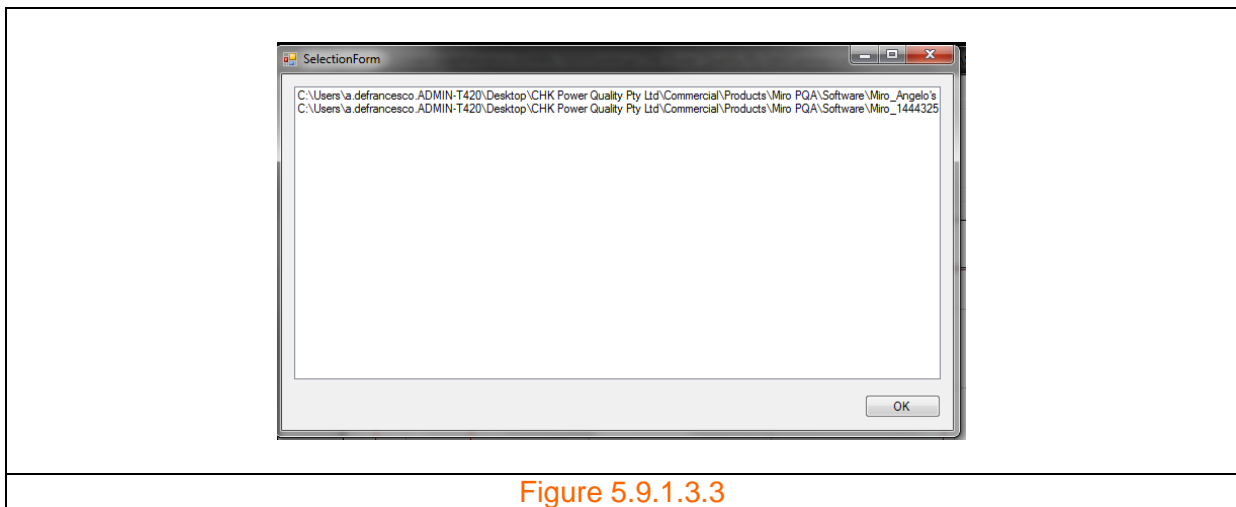 SelectionForm
C:\Users\a.defrancesco.ADMIN-T420\Desktop\CHK Power Quality Pty Ltd\Commercial\Products\Miro PQA\Software\Miro_Angelo's
C:\Users\a.defrancesco.ADMIN-T420\Desktop\CHK Power Quality Pty Ltd\Commercial\Products\Miro PQA\Software\Miro_1444325
OK
Figure 5.9.1.3.3